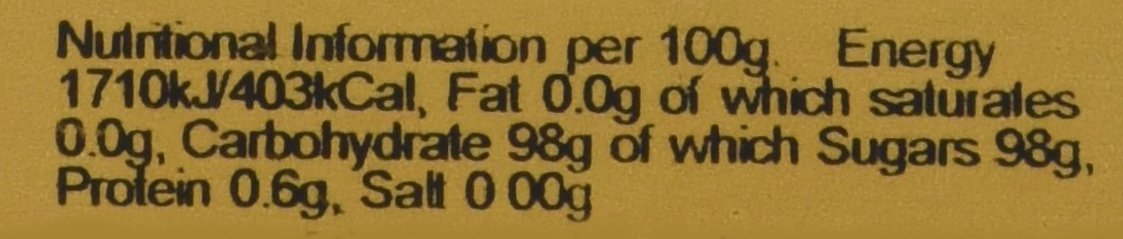 Nutritional Information per 100g. Energy
1710kJ/403kCal, Fat 0.0g of which saturates
0.0g, Carbohydrate 98g of which Sugars 98g,
Protein 0.6g, Salt 0.00g